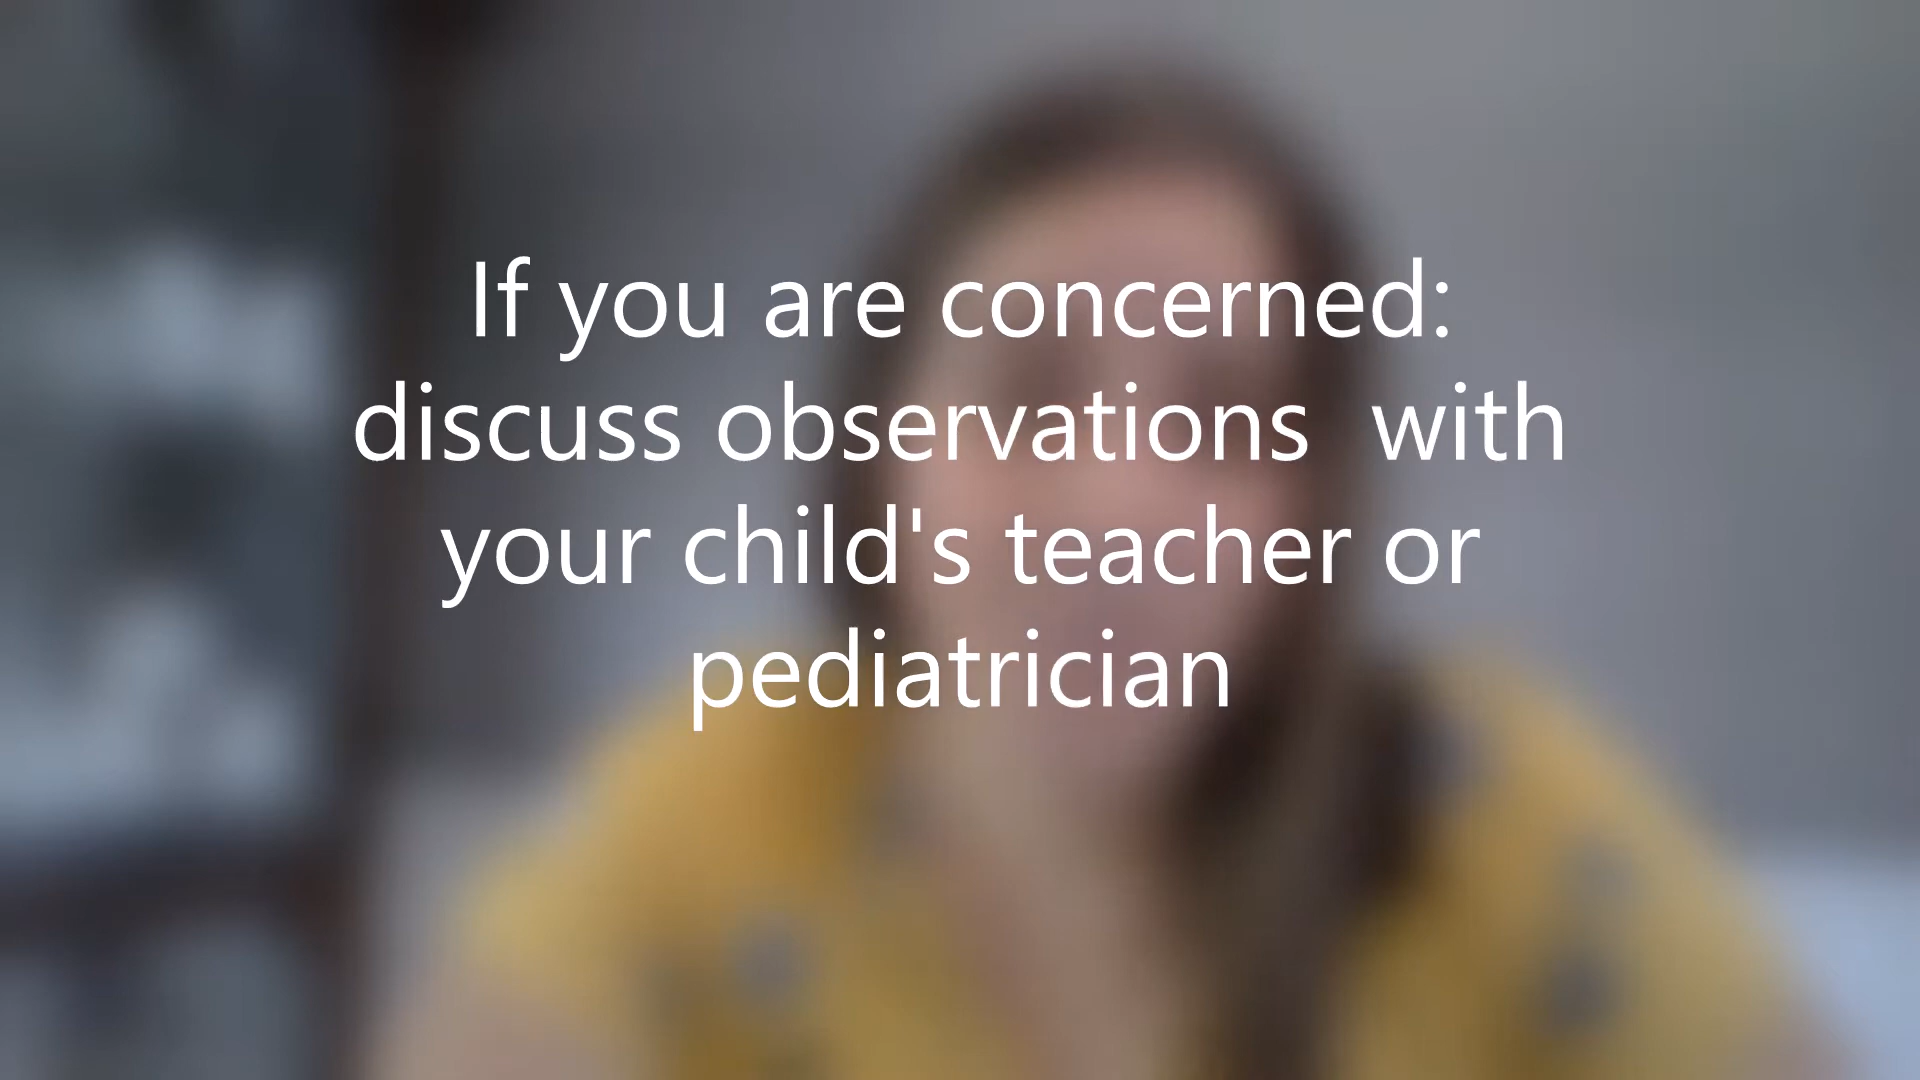 If you are concerned:
discuss observations  with
your child's teacher or
pediatrician